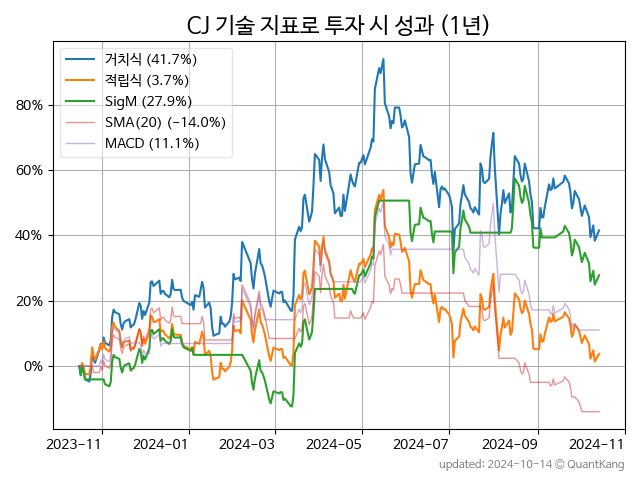 CJ 기술 지표로 투자 시 성과 (1년)
거치식 (41.7%)
적립식 (3.7%)
SigM (27.9%)
SMA(20) (−14.0%)
MACD (11.1%)
80%
60%
40%
20%
0%
2023-11 2024-01 2024-03 2024-05 2024-07 2024-09 2024-11
updated: 2024-10-14 © QuantKang